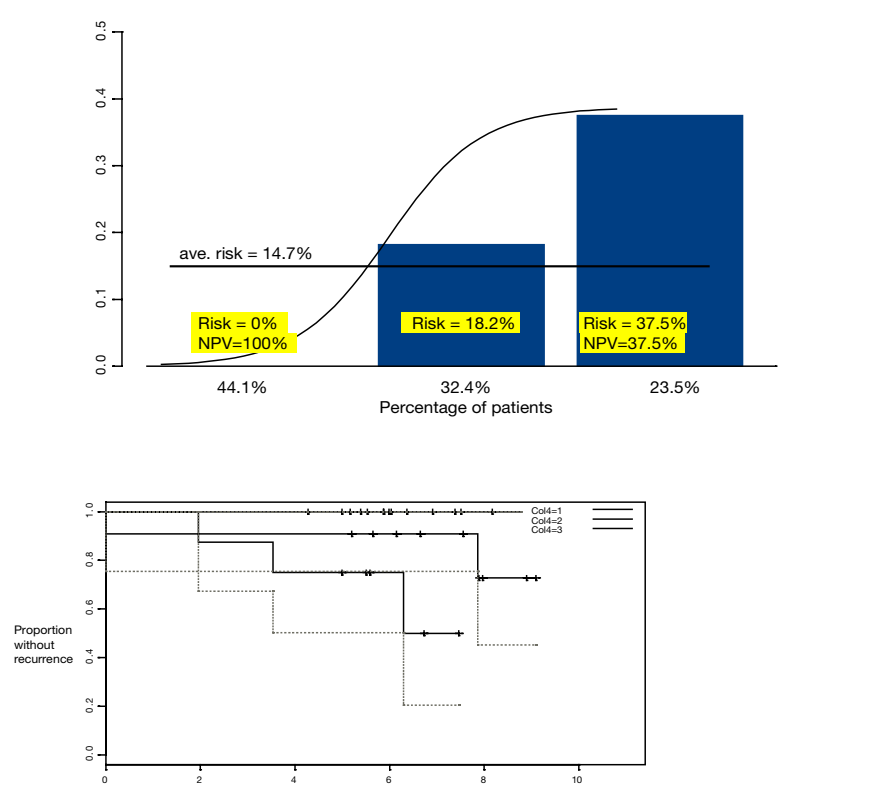 0.5
0.4
0.3
0.2
0.1
0.0
ave. risk = 14.7%
Risk = 0%
NPV=100%
Risk = 18.2%
Risk = 37.5%
NPV=37.5%
44.1% 32.4% 23.5%
Percentage of patients
Col4=1
Col4=2
Col4=3
1.0
0.8
0.6
0.4
0.2
0.0
Proportion
without
recurrence
0 2 4 6 8 10